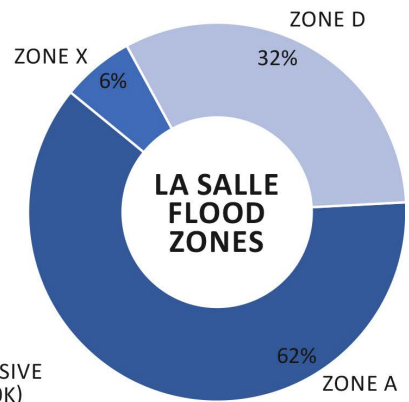 ZONE D
32%
ZONE X
6%
LA SALLE
FLOOD
ZONES
62%
ZONE A